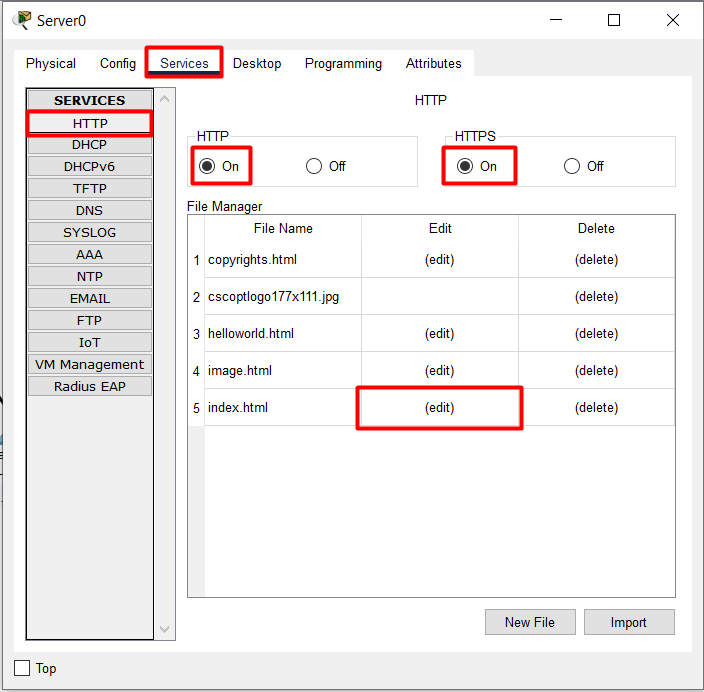 Server0
Physical Config Services Desktop Programming Attributes
SERVICES
HTTP
DHCP
DHCPv6
TFTP
DNS
SYSLOG
AAA
NTP
EMAIL
FTP
IoT
VM Management
Radius EAP
HTTP
HTTP HTTPS
On Off On Off
File Manager
File Name Edit Delete
1 copyrights.html (edit) (delete)
2 cscoptlogo177x111.jpg (delete)
3 helloworld.html (edit) (delete)
4 image.html (edit) (delete)
5 index.html (edit) (delete)
New File Import
Top